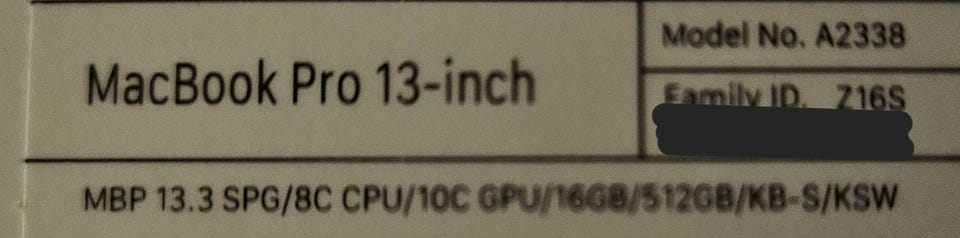 MacBook Pro 13-inch
Model No. A2338
Family ID. Z16S
MBP 13.3 SPG/8C CPU/10C GPU/16GB/512GB/KB-S/KSW